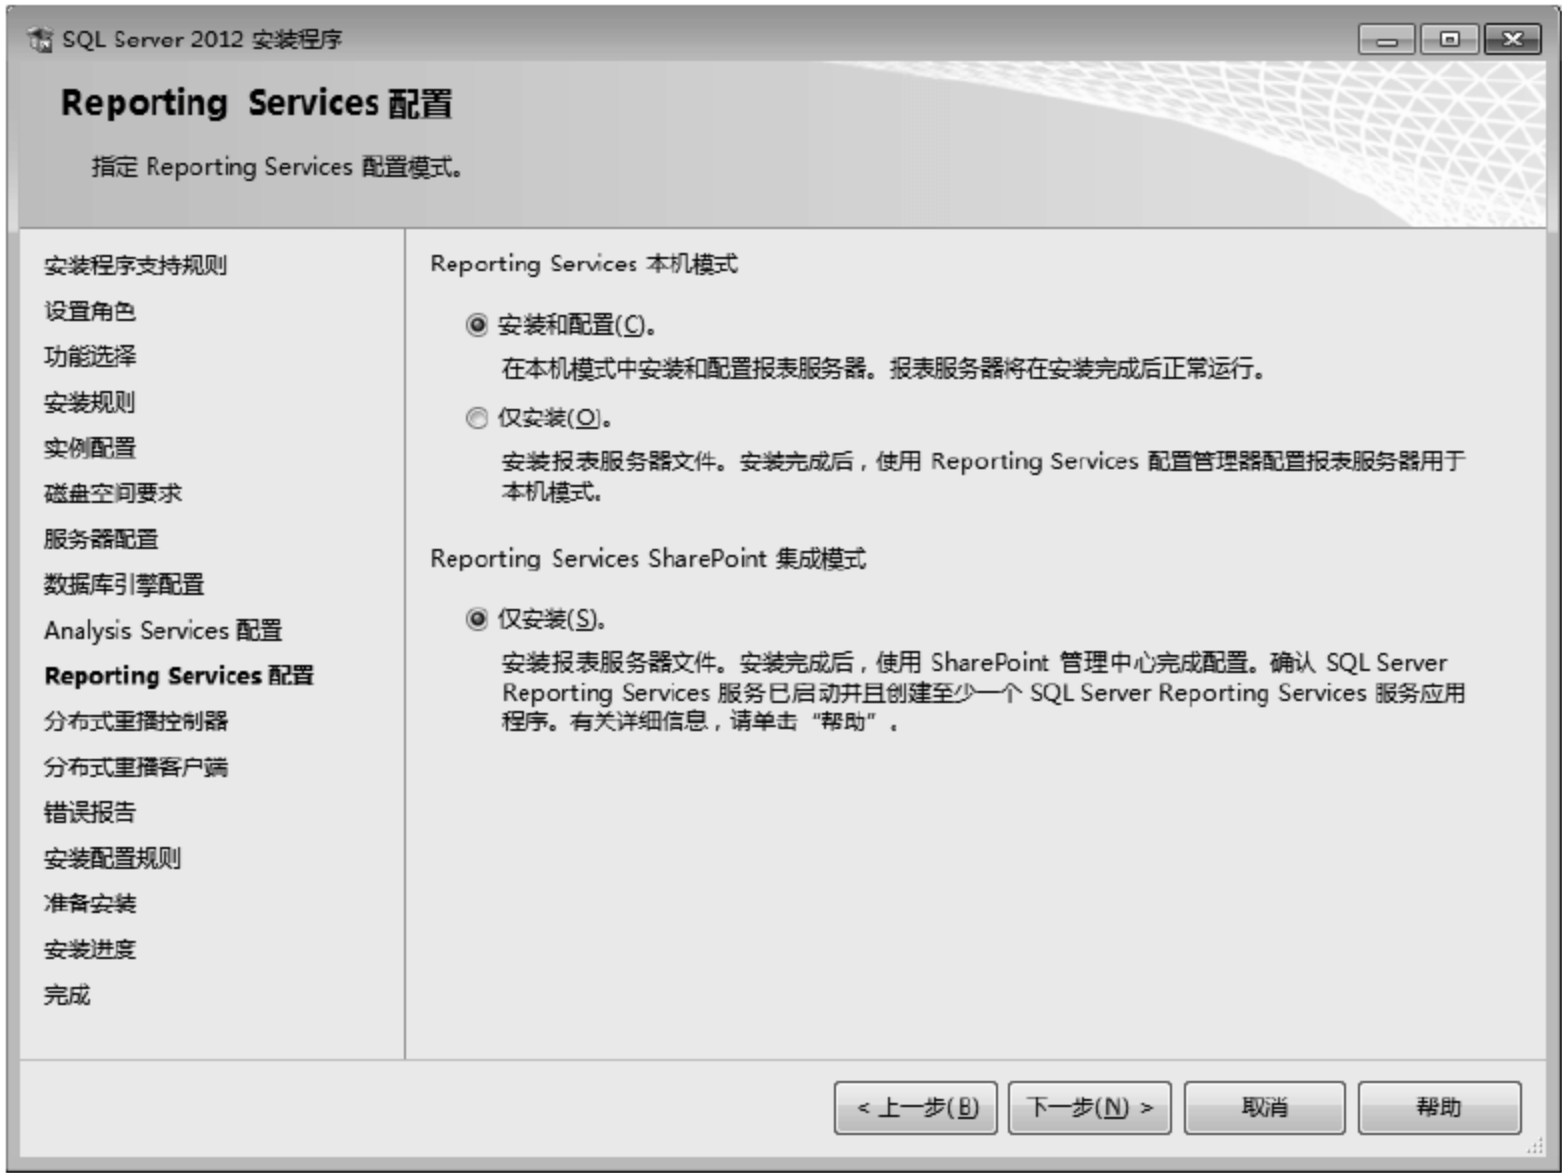 SQL Server 2012 安装程序
Reporting Services 配置
指定 Reporting Services 配置模式。
安装程序支持规则
设置角色
功能选择
安装规则
实例配置
磁盘空间要求
服务器配置
数据库引擎配置
Analysis Services 配置
Reporting Services 配置
分布式重播控制器
分布式重播客户端
错误报告
安装配置规则
准备安装
安装进度
完成
Reporting Services 本机模式
安装和配置(C)。
在本机模式中安装和配置报表服务器。报表服务器将在安装完成后正常运行。
仅安装(O)。
安装报表服务器文件。安装完成后，使用 Reporting Services 配置管理器配置报表服务器用于
本机模式。
Reporting Services SharePoint 集成模式
仅安装(S)。
安装报表服务器文件。安装完成后，使用 SharePoint 管理中心完成配置。确认 SQL Server
Reporting Services 服务已启动并且创建至少一个 SQL Server Reporting Services 服务应用
程序。有关详细信息，请单击“帮助”。
< 上一步(B)
下一步(N) >
取消
帮助